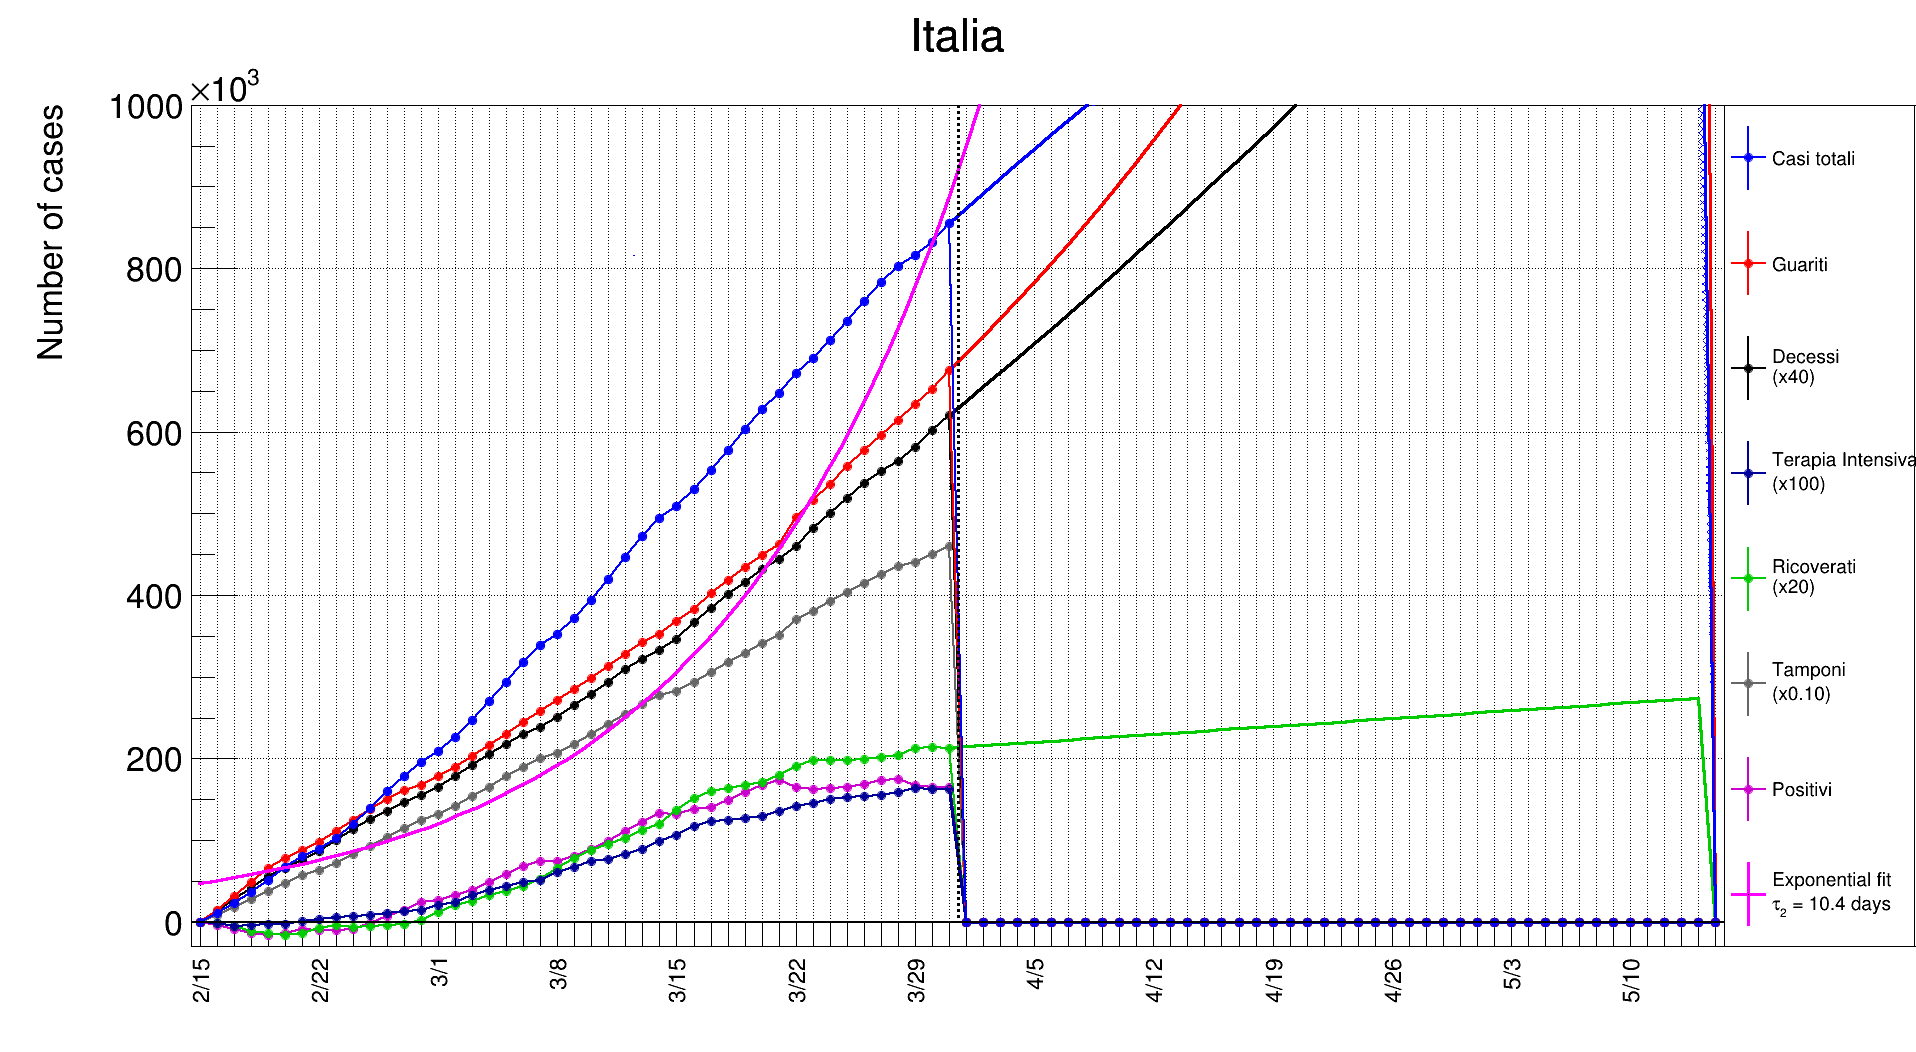 Italia
×10³
Number of cases
1000
800
600
400
200
0
2/15
2/22
3/1
3/8
3/15
3/22
3/29
4/5
4/12
4/19
4/26
5/3
5/10
Casi totali
Guariti
Decessi
(x40)
Terapia Intensiva
(x100)
Ricoverati
(x20)
Tamponi
(x0.10)
Positivi
Exponential fit
τ₂ = 10.4 days